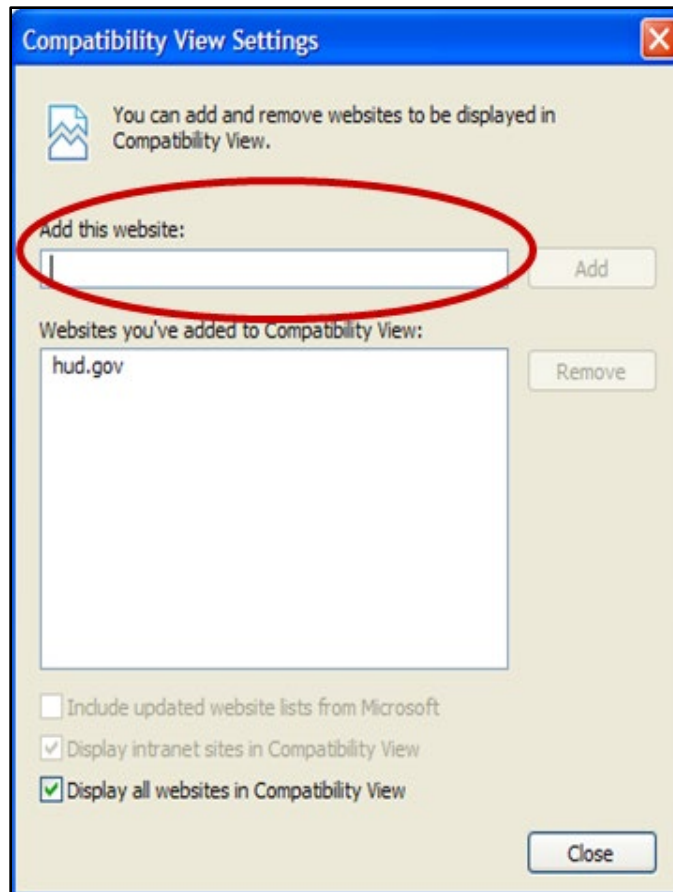 Compatibility View Settings
You can add and remove websites to be displayed in
Compatibility View.
Add this website:
Add
Websites you've added to Compatibility View:
hud.gov
Remove
Include updated website lists from Microsoft
Display intranet sites in Compatibility View
Display all websites in Compatibility View
Close